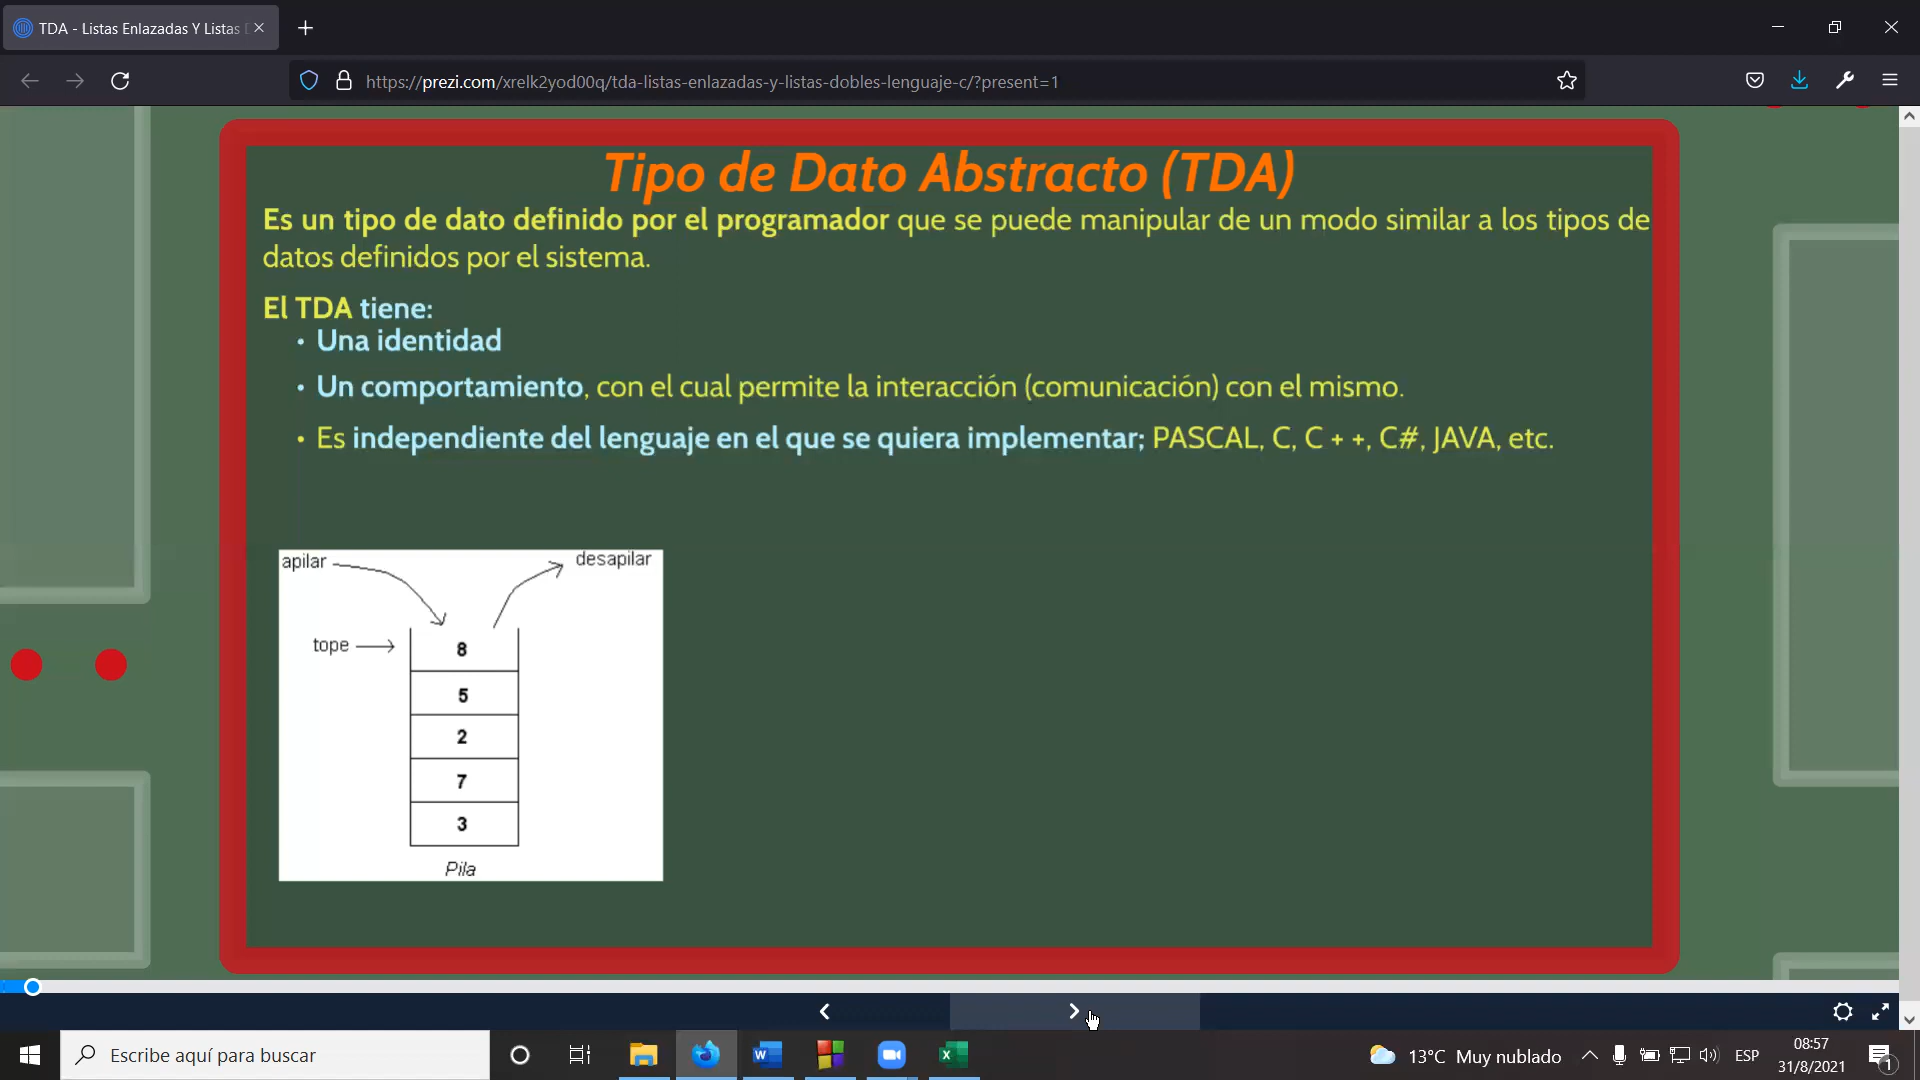 TDA - Listas Enlazadas Y Listas
https://prezi.com/xrelk2yod00q/tda-listas-enlazadas-y-listas-dobles-lenguaje-c/?present=1
Tipo de Dato Abstracto (TDA)
Es un tipo de dato definido por el programador que se puede manipular de un modo similar a los tipos de
datos definidos por el sistema.
El TDA tiene:
• Una identidad
• Un comportamiento, con el cual permite la interacción (comunicación) con el mismo.
• Es independiente del lenguaje en el que se quiera implementar; PASCAL, C, C + +, C#, JAVA, etc.
apilar
desapilar
tope
8
5
2
7
3
Pila
Escribe aquí para buscar
13°C Muy nublado
ESP
08:57
31/8/2021
1